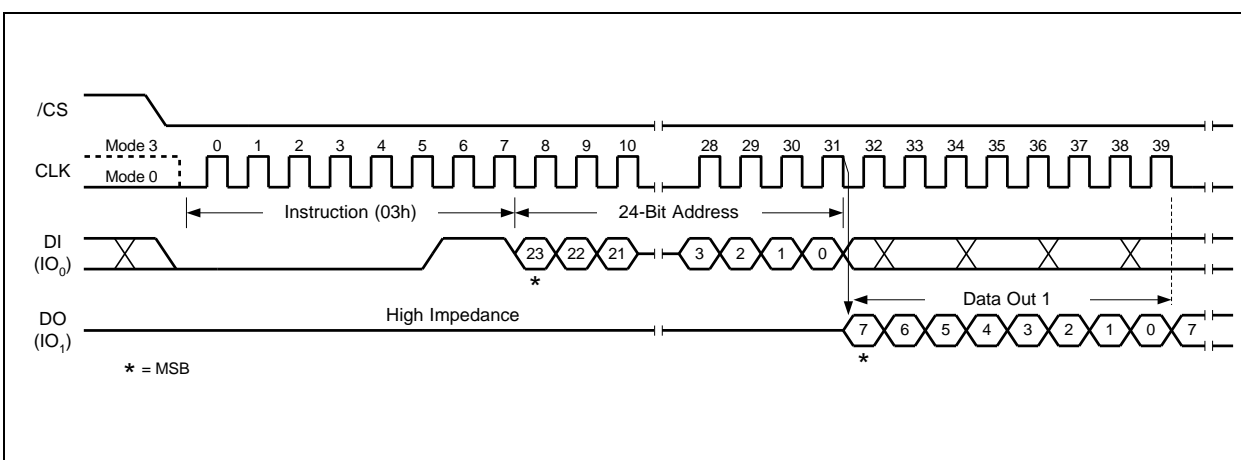 /CS
Mode 3
0 1 2 3 4 5 6 7 8 9 10 28 29 30 31 32 33 34 35 36 37 38 39
CLK
Mode 0
Instruction (03h)
24-Bit Address
DI
(IO₀)
23 22 21 3 2 1 0
*
Data Out 1
High Impedance
DO
(IO₁)
7 6 5 4 3 2 1 0 7
*
* = MSB